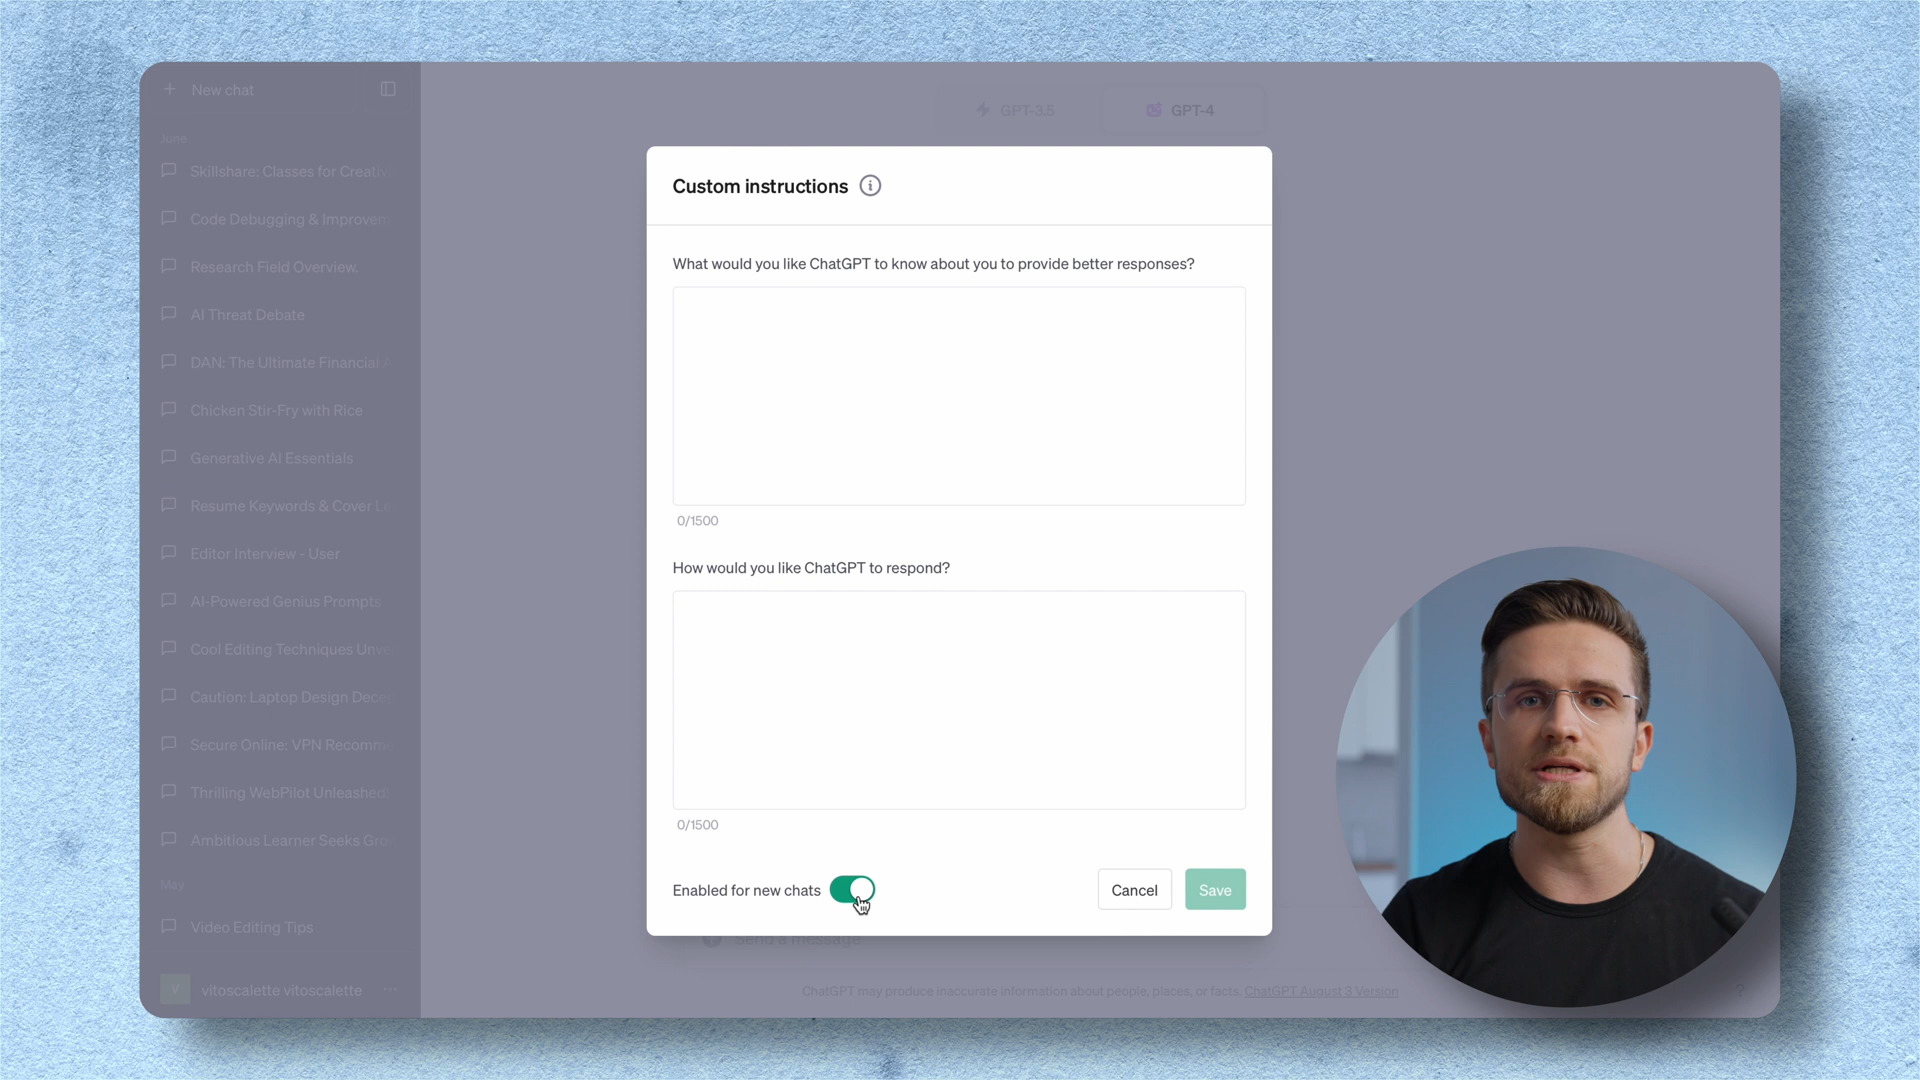 New chat
GPT-3.5
GPT-4
June
Skillshare: Classes for Creativ
Code Debugging & Improvem
Research Field Overview.
AI Threat Debate
DAN: The Ultimate Financial A
Chicken Stir-Fry with Rice
Generative AI Essentials
Resume Keywords & Cover Le
Editor Interview - User
AI-Powered Genius Prompts
Cool Editing Techniques Unve
Caution: Laptop Design Decep
Secure Online: VPN Recomme
Thrilling WebPilot Unleashed
Ambitious Learner Seeks Gro
May
Video Editing Tips
V vitoscalette vitoscalette
Custom instructions
What would you like ChatGPT to know about you to provide better responses?
0/1500
How would you like ChatGPT to respond?
0/1500
Enabled for new chats
Cancel
Save
Send a message
ChatGPT may produce inaccurate information about people, places, or facts. ChatGPT August 3 Version
?